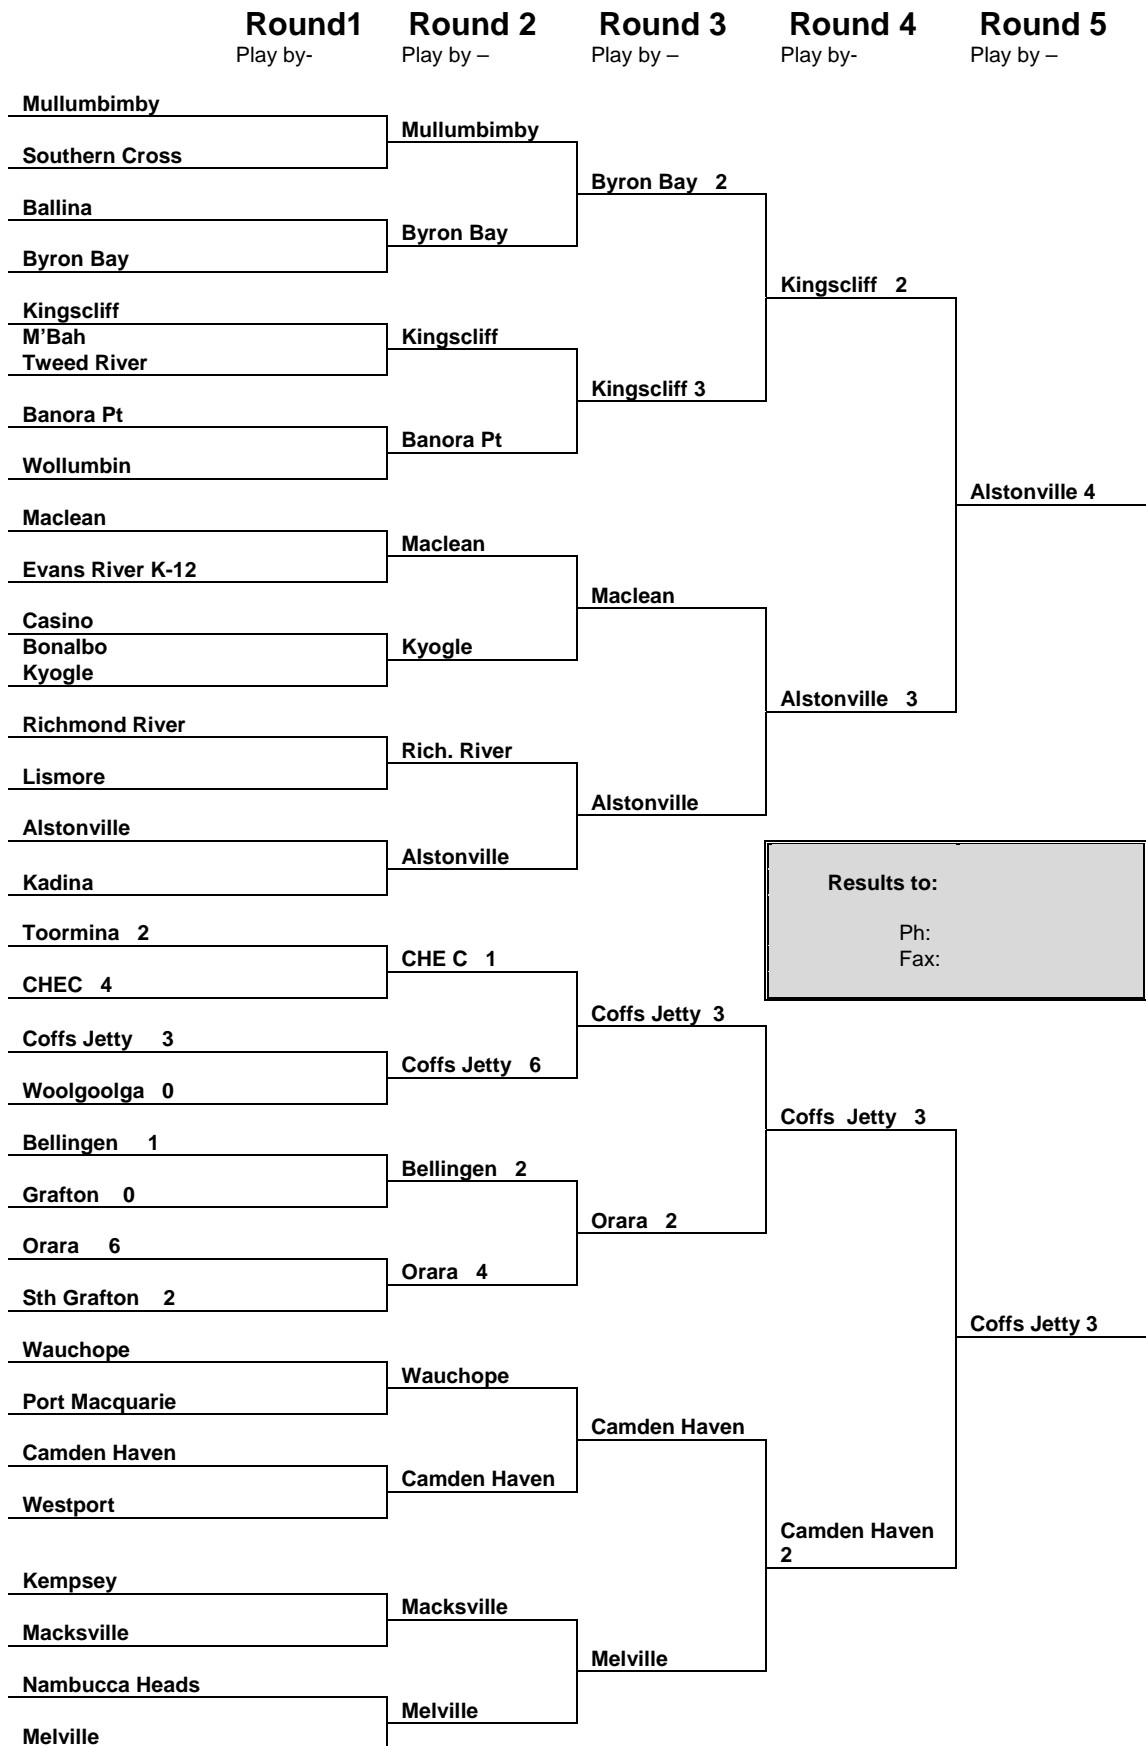 Round1 Round 2 Round 3 Round 4 Round 5
Play by- Play by – Play by – Play by- Play by –
Mullumbimby
Mullumbimby
Southern Cross
Byron Bay 2
Ballina
Byron Bay
Byron Bay
Kingscliff 2
Kingscliff
M'Bah
Kingscliff
Tweed River
Kingscliff 3
Banora Pt
Banora Pt
Wollumbin
Alstonville 4
Maclean
Maclean
Evans River K-12
Maclean
Casino
Bonalbo
Kyogle
Kyogle
Alstonville 3
Richmond River
Rich. River
Lismore
Alstonville
Alstonville
Alstonville
Kadina
Results to:
Ph:
Fax:
Toormina 2
CHE C 1
CHEC 4
Coffs Jetty 3
Coffs Jetty 3
Coffs Jetty 6
Woolgoolga 0
Coffs Jetty 3
Bellingen 1
Bellingen 2
Grafton 0
Orara 2
Orara 6
Orara 4
Sth Grafton 2
Coffs Jetty 3
Wauchope
Wauchope
Port Macquarie
Camden Haven
Camden Haven
Camden Haven
Westport
Camden Haven
2
Kempsey
Macksville
Macksville
Melville
Nambucca Heads
Melville
Melville